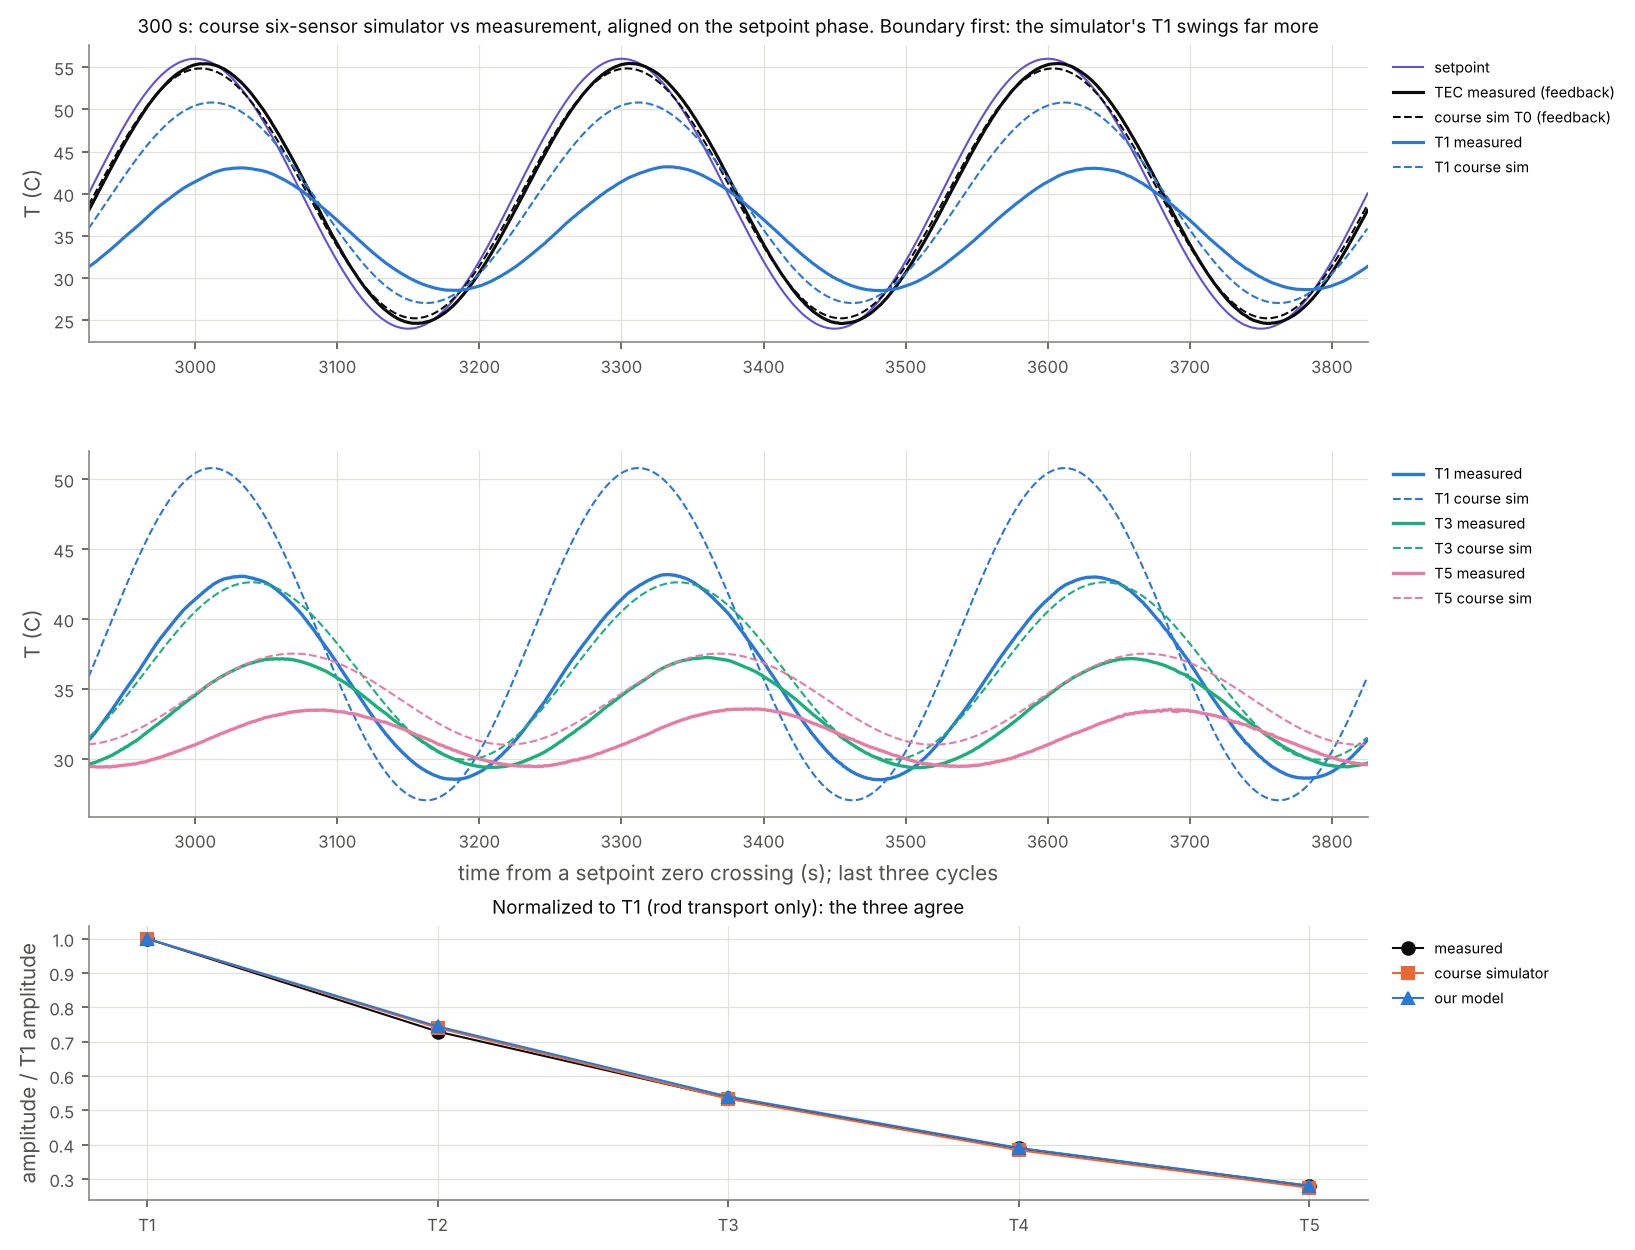 300 s: course six-sensor simulator vs measurement, aligned on the setpoint phase. Boundary first: the simulator's T1 swings far more
T (C)
55
50
45
40
35
30
25
3000
3100
3200
3300
3400
3500
3600
3700
3800
setpoint
TEC measured (feedback)
course sim T0 (feedback)
T1 measured
T1 course sim
T (C)
50
45
40
35
30
3000
3100
3200
3300
3400
3500
3600
3700
3800
time from a setpoint zero crossing (s); last three cycles
T1 measured
T1 course sim
T3 measured
T3 course sim
T5 measured
T5 course sim
Normalized to T1 (rod transport only): the three agree
amplitude / T1 amplitude
1.0
0.9
0.8
0.7
0.6
0.5
0.4
0.3
T1
T2
T3
T4
T5
measured
course simulator
our model